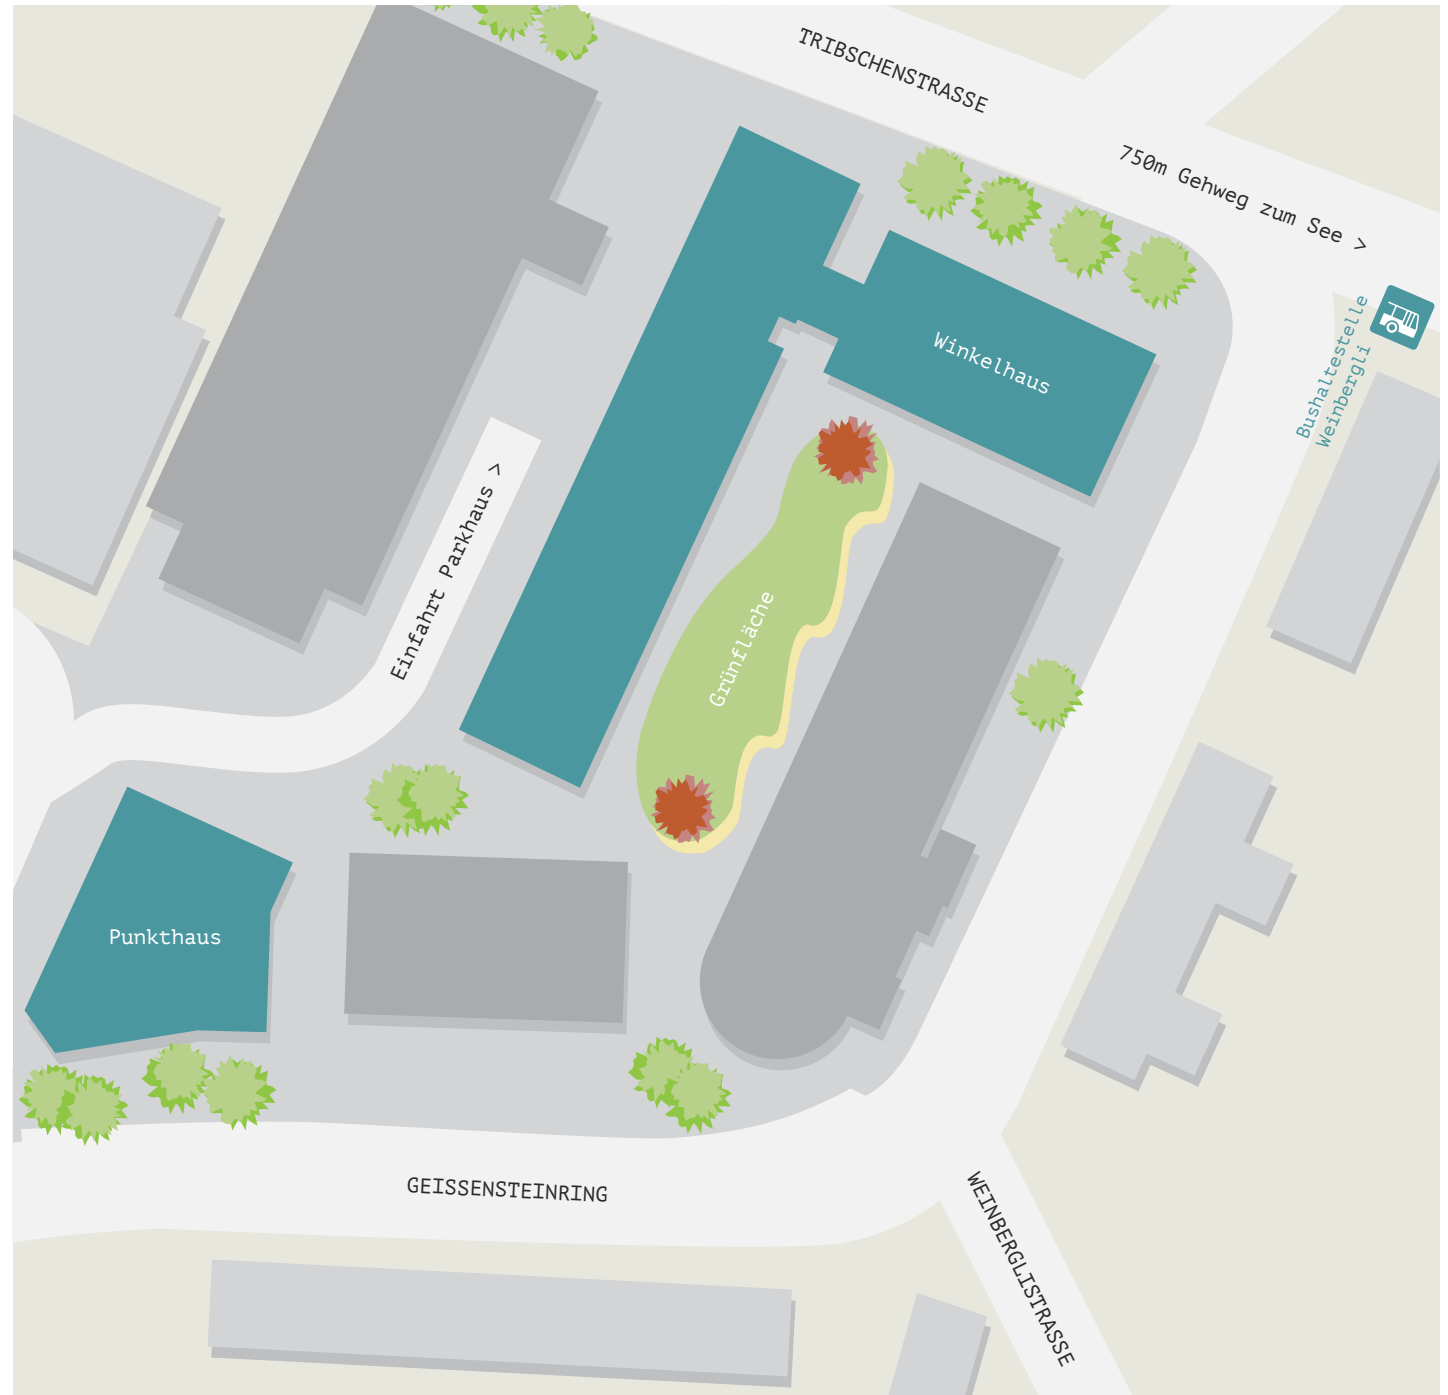 TRIBSCHENSTRASSE
750m Gehweg zum See >
Bushaltestelle
Weinbergli
Winkelhaus
Einfahrt Parkhaus >
Grünfläche
Punkthaus
GEISSENSTEINRING
WEINBERGLISTRASSE